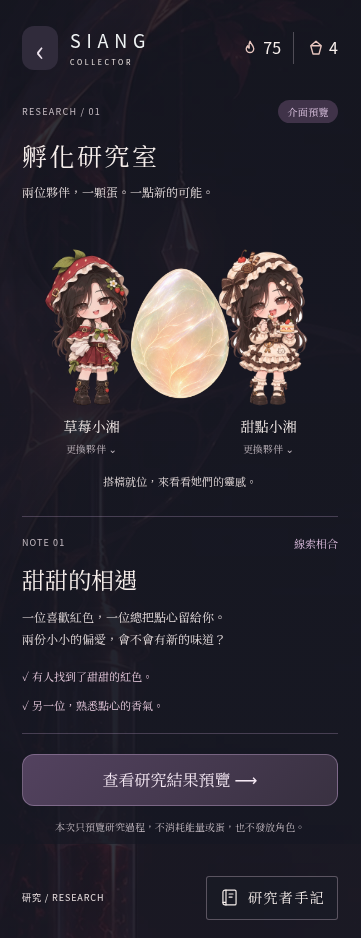 ‹
SIANG
COLLECTOR
75
4
RESEARCH / 01
介面預覽
孵化研究室
兩位夥伴，一顆蛋。一點新的可能。
草莓小湘
甜點小湘
更換夥伴 ⌄
更換夥伴 ⌄
搭檔就位，來看看她們的靈感。
NOTE 01
線索相合
甜甜的相遇
一位喜歡紅色，一位總把點心留給你。
兩份小小的偏愛，會不會有新的味道？
✓ 有人找到了甜甜的紅色。
✓ 另一位，熟悉點心的香氣。
查看研究結果預覽 ⟶
本次只預覽研究過程，不消耗能量或蛋，也不發放角色。
研究 / RESEARCH
研究者手記